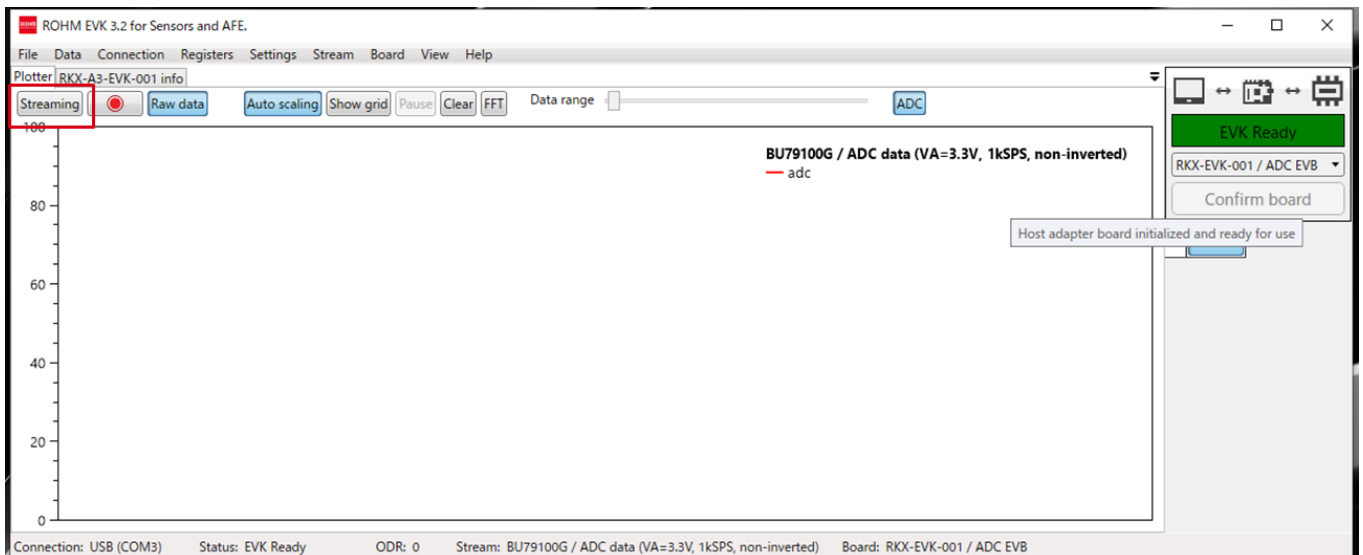 ROHM EVK 3.2 for Sensors and AFE.
File Data Connection Registers Settings Stream Board View Help
Plotter RKX-A3-EVK-001 info
Streaming Raw data Auto scaling Show grid Pause Clear FFT Data range ADC
EVK Ready
RKX-EVK-001 / ADC EVB
Confirm board
Host adapter board initialized and ready for use
BU79100G / ADC data (VA=3.3V, 1kSPS, non-inverted)
adc
100
80
60
40
20
0
Connection: USB (COM3) Status: EVK Ready ODR: 0 Stream: BU79100G / ADC data (VA=3.3V, 1kSPS, non-inverted) Board: RKX-EVK-001 / ADC EVB